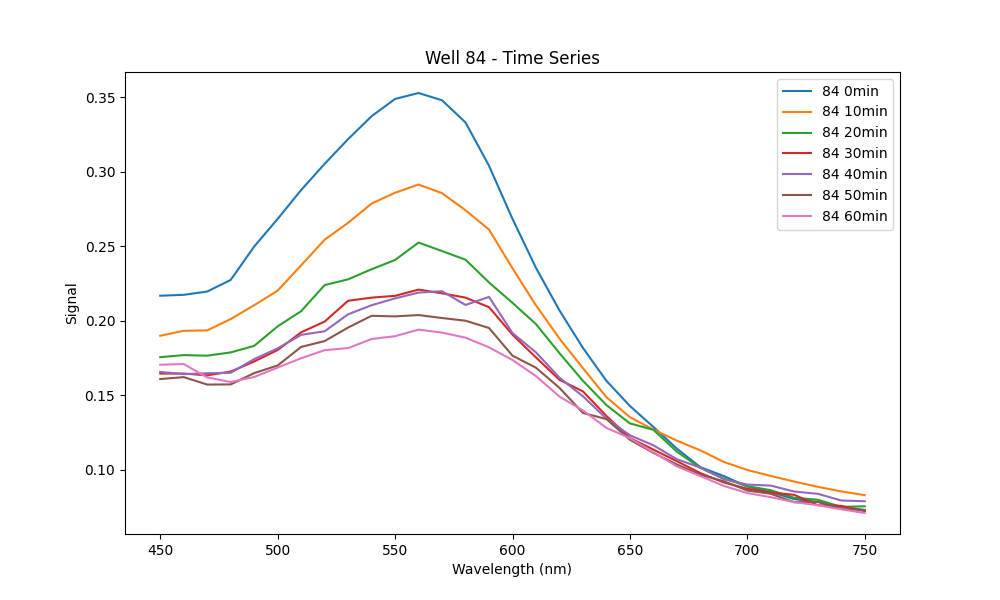 Well 84 - Time Series
84 0min
84 10min
84 20min
84 30min
84 40min
84 50min
84 60min
0.35
0.30
0.25
0.20
0.15
0.10
Signal
450 500 550 600 650 700 750
Wavelength (nm)